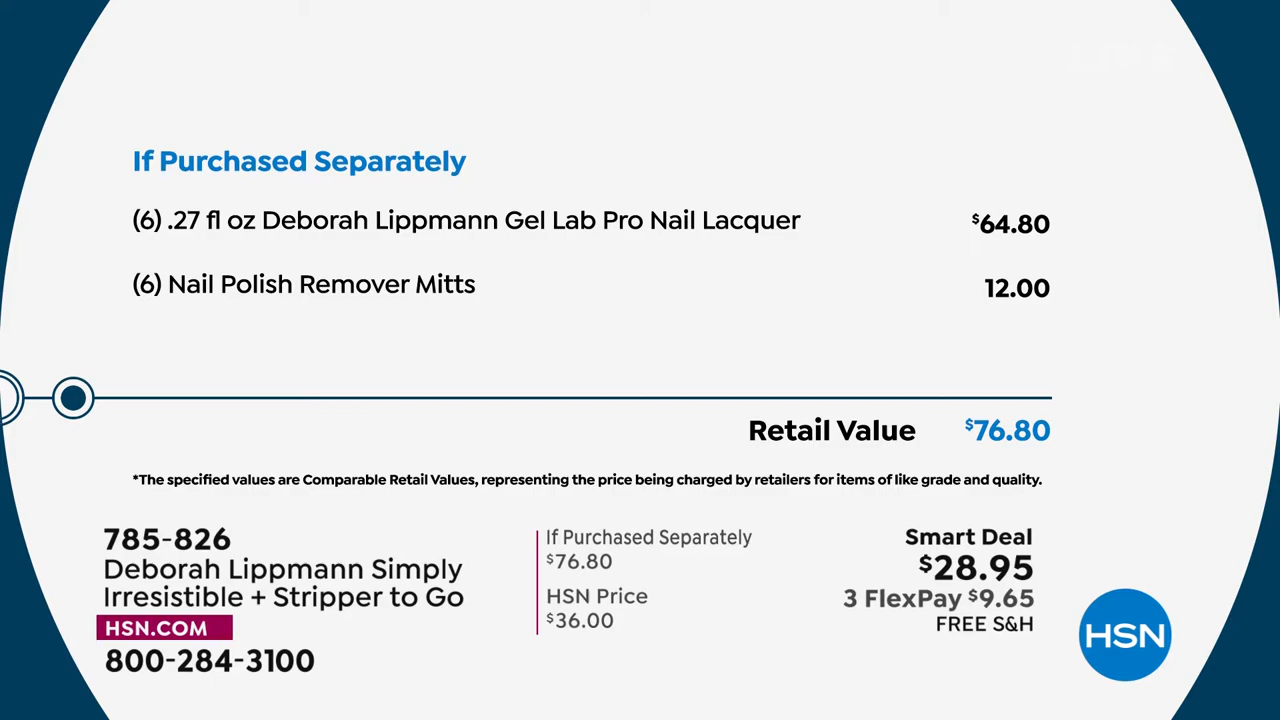 If Purchased Separately
(6) .27 fl oz Deborah Lippmann Gel Lab Pro Nail Lacquer $64.80
(6) Nail Polish Remover Mitts 12.00
Retail Value $76.80
*The specified values are Comparable Retail Values, representing the price being charged by retailers for items of like grade and quality.
785-826
Deborah Lippmann Simply
Irresistible + Stripper to Go
HSN.COM
800-284-3100
If Purchased Separately
$76.80
HSN Price
$36.00
Smart Deal
$28.95
3 FlexPay $9.65
FREE S&H
HSN